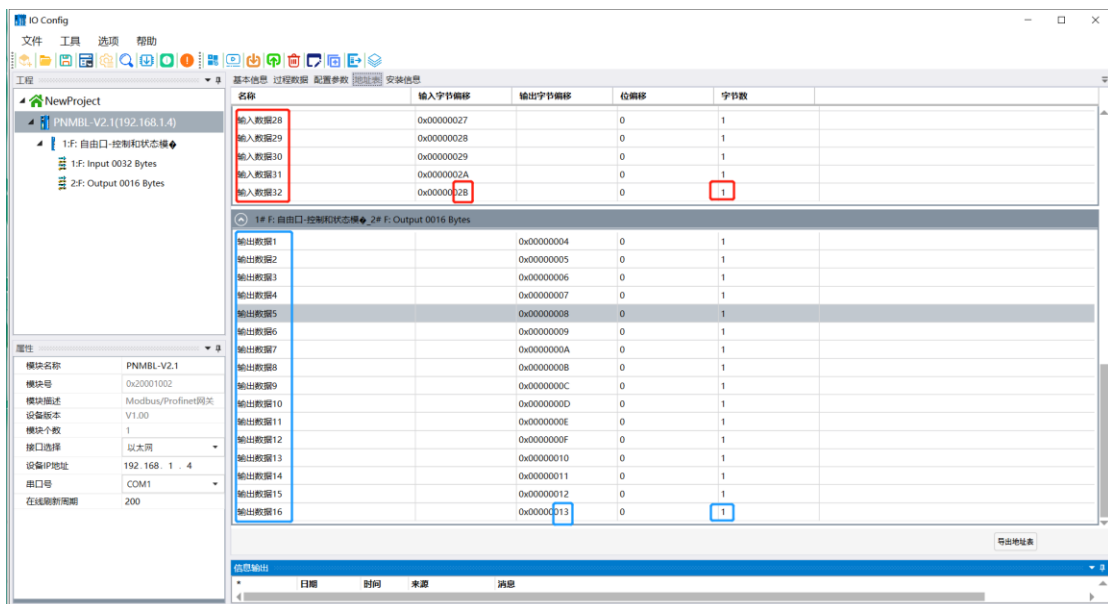 IO Config
文件 工具 选项 帮助
工程
NewProject
PNMBL-V2.1(192.168.1.4)
1:F: 自由口-控制和状态模�
1:F: Input 0032 Bytes
2:F: Output 0016 Bytes
属性
模块名称 PNMBL-V2.1
模块号 0x20001002
模块描述 Modbus/Profinet网关
设备版本 V1.00
模块个数 1
接口选择 以太网
设备IP地址 192.168. 1 . 4
串口号 COM1
在线刷新周期 200
基本信息 过程数据 配置参数 地址表 安装信息
名称 输入字节偏移 输出字节偏移 位偏移 字节数
输入数据28 0x00000027 0 1
输入数据29 0x00000028 0 1
输入数据30 0x00000029 0 1
输入数据31 0x0000002A 0 1
输入数据32 0x0000002B 0 1
1# F: 自由口-控制和状态模�_2# F: Output 0016 Bytes
输出数据1 0x00000004 0 1
输出数据2 0x00000005 0 1
输出数据3 0x00000006 0 1
输出数据4 0x00000007 0 1
输出数据5 0x00000008 0 1
输出数据6 0x00000009 0 1
输出数据7 0x0000000A 0 1
输出数据8 0x0000000B 0 1
输出数据9 0x0000000C 0 1
输出数据10 0x0000000D 0 1
输出数据11 0x0000000E 0 1
输出数据12 0x0000000F 0 1
输出数据13 0x00000010 0 1
输出数据14 0x00000011 0 1
输出数据15 0x00000012 0 1
输出数据16 0x00000013 0 1
导出地址表
信息输出
* 日期 时间 来源 消息